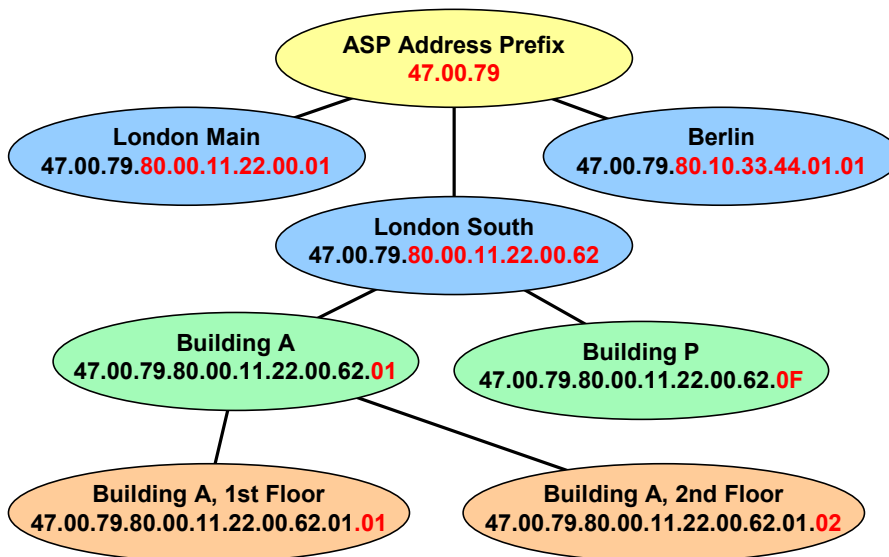 ASP Address Prefix
47.00.79
London Main
47.00.79.80.00.11.22.00.01
Berlin
47.00.79.80.10.33.44.01.01
London South
47.00.79.80.00.11.22.00.62
Building A
47.00.79.80.00.11.22.00.62.01
Building P
47.00.79.80.00.11.22.00.62.0F
Building A, 1st Floor
47.00.79.80.00.11.22.00.62.01.01
Building A, 2nd Floor
47.00.79.80.00.11.22.00.62.01.02